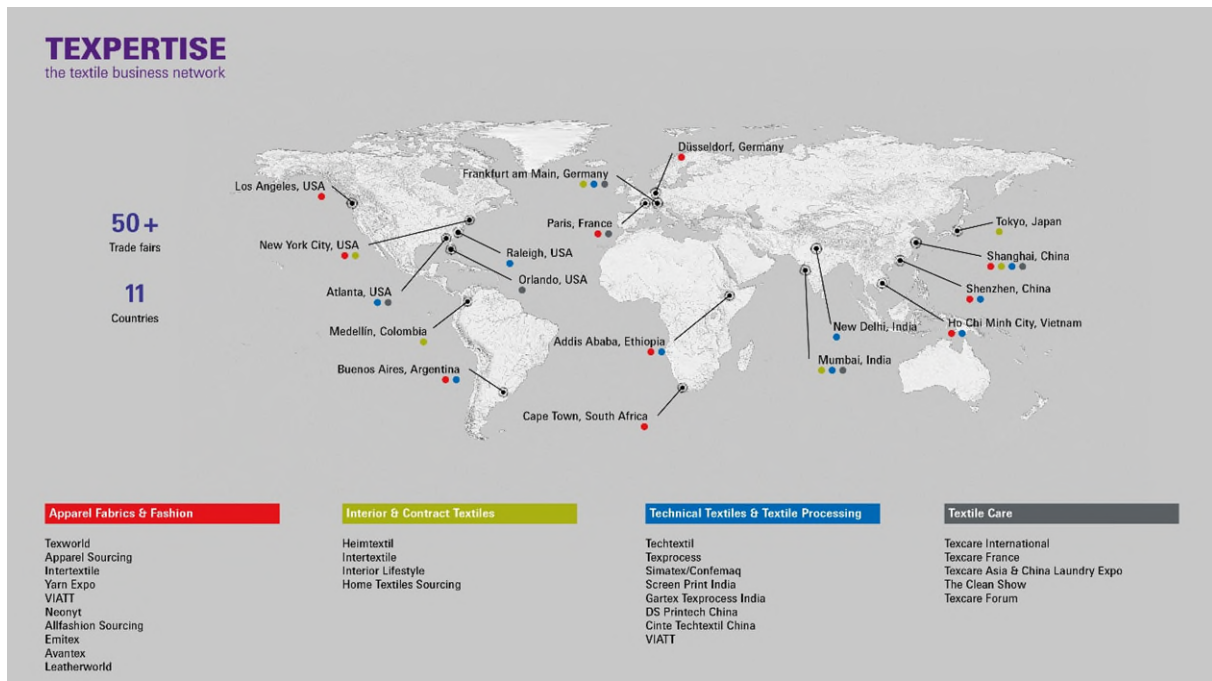 TEXPERTISE
the textile business network
Düsseldorf, Germany
Frankfurt am Main, Germany
Los Angeles, USA
50+
Trade fairs
Paris, France
Tokyo, Japan
New York City, USA
Raleigh, USA
Shanghai, China
Orlando, USA
11
Countries
Atlanta, USA
Shenzhen, China
Medellín, Colombia
New Delhi, India
Ho Chi Minh City, Vietnam
Addis Ababa, Ethiopia
Mumbai, India
Buenos Aires, Argentina
Cape Town, South Africa
Apparel Fabrics & Fashion
Texworld
Apparel Sourcing
Intertextile
Yarn Expo
VIATT
Neonyt
Allfashion Sourcing
Emitex
Avantex
Leatherworld
Interior & Contract Textiles
Heimtextil
Intertextile
Interior Lifestyle
Home Textiles Sourcing
Technical Textiles & Textile Processing
Techtextil
Texprocess
Simatex/Confemaq
Screen Print India
Gartex Texprocess India
DS Printech China
Cinte Techtextil China
VIATT
Textile Care
Texcare International
Texcare France
Texcare Asia & China Laundry Expo
The Clean Show
Texcare Forum